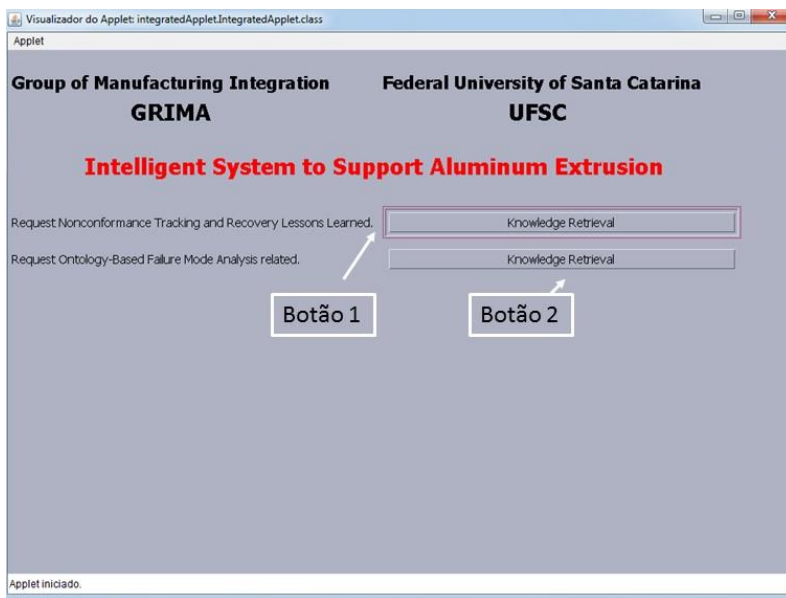 Visualizador do Applet: integratedApplet.IntegratedApplet.class
Applet
Group of Manufacturing Integration
Federal University of Santa Catarina
GRIMA
UFSC
Intelligent System to Support Aluminum Extrusion
Request Nonconformance Tracking and Recovery Lessons Learned.
Knowledge Retrieval
Request Ontology-Based Failure Mode Analysis related.
Knowledge Retrieval
Botão 1
Botão 2
Applet iniciado.